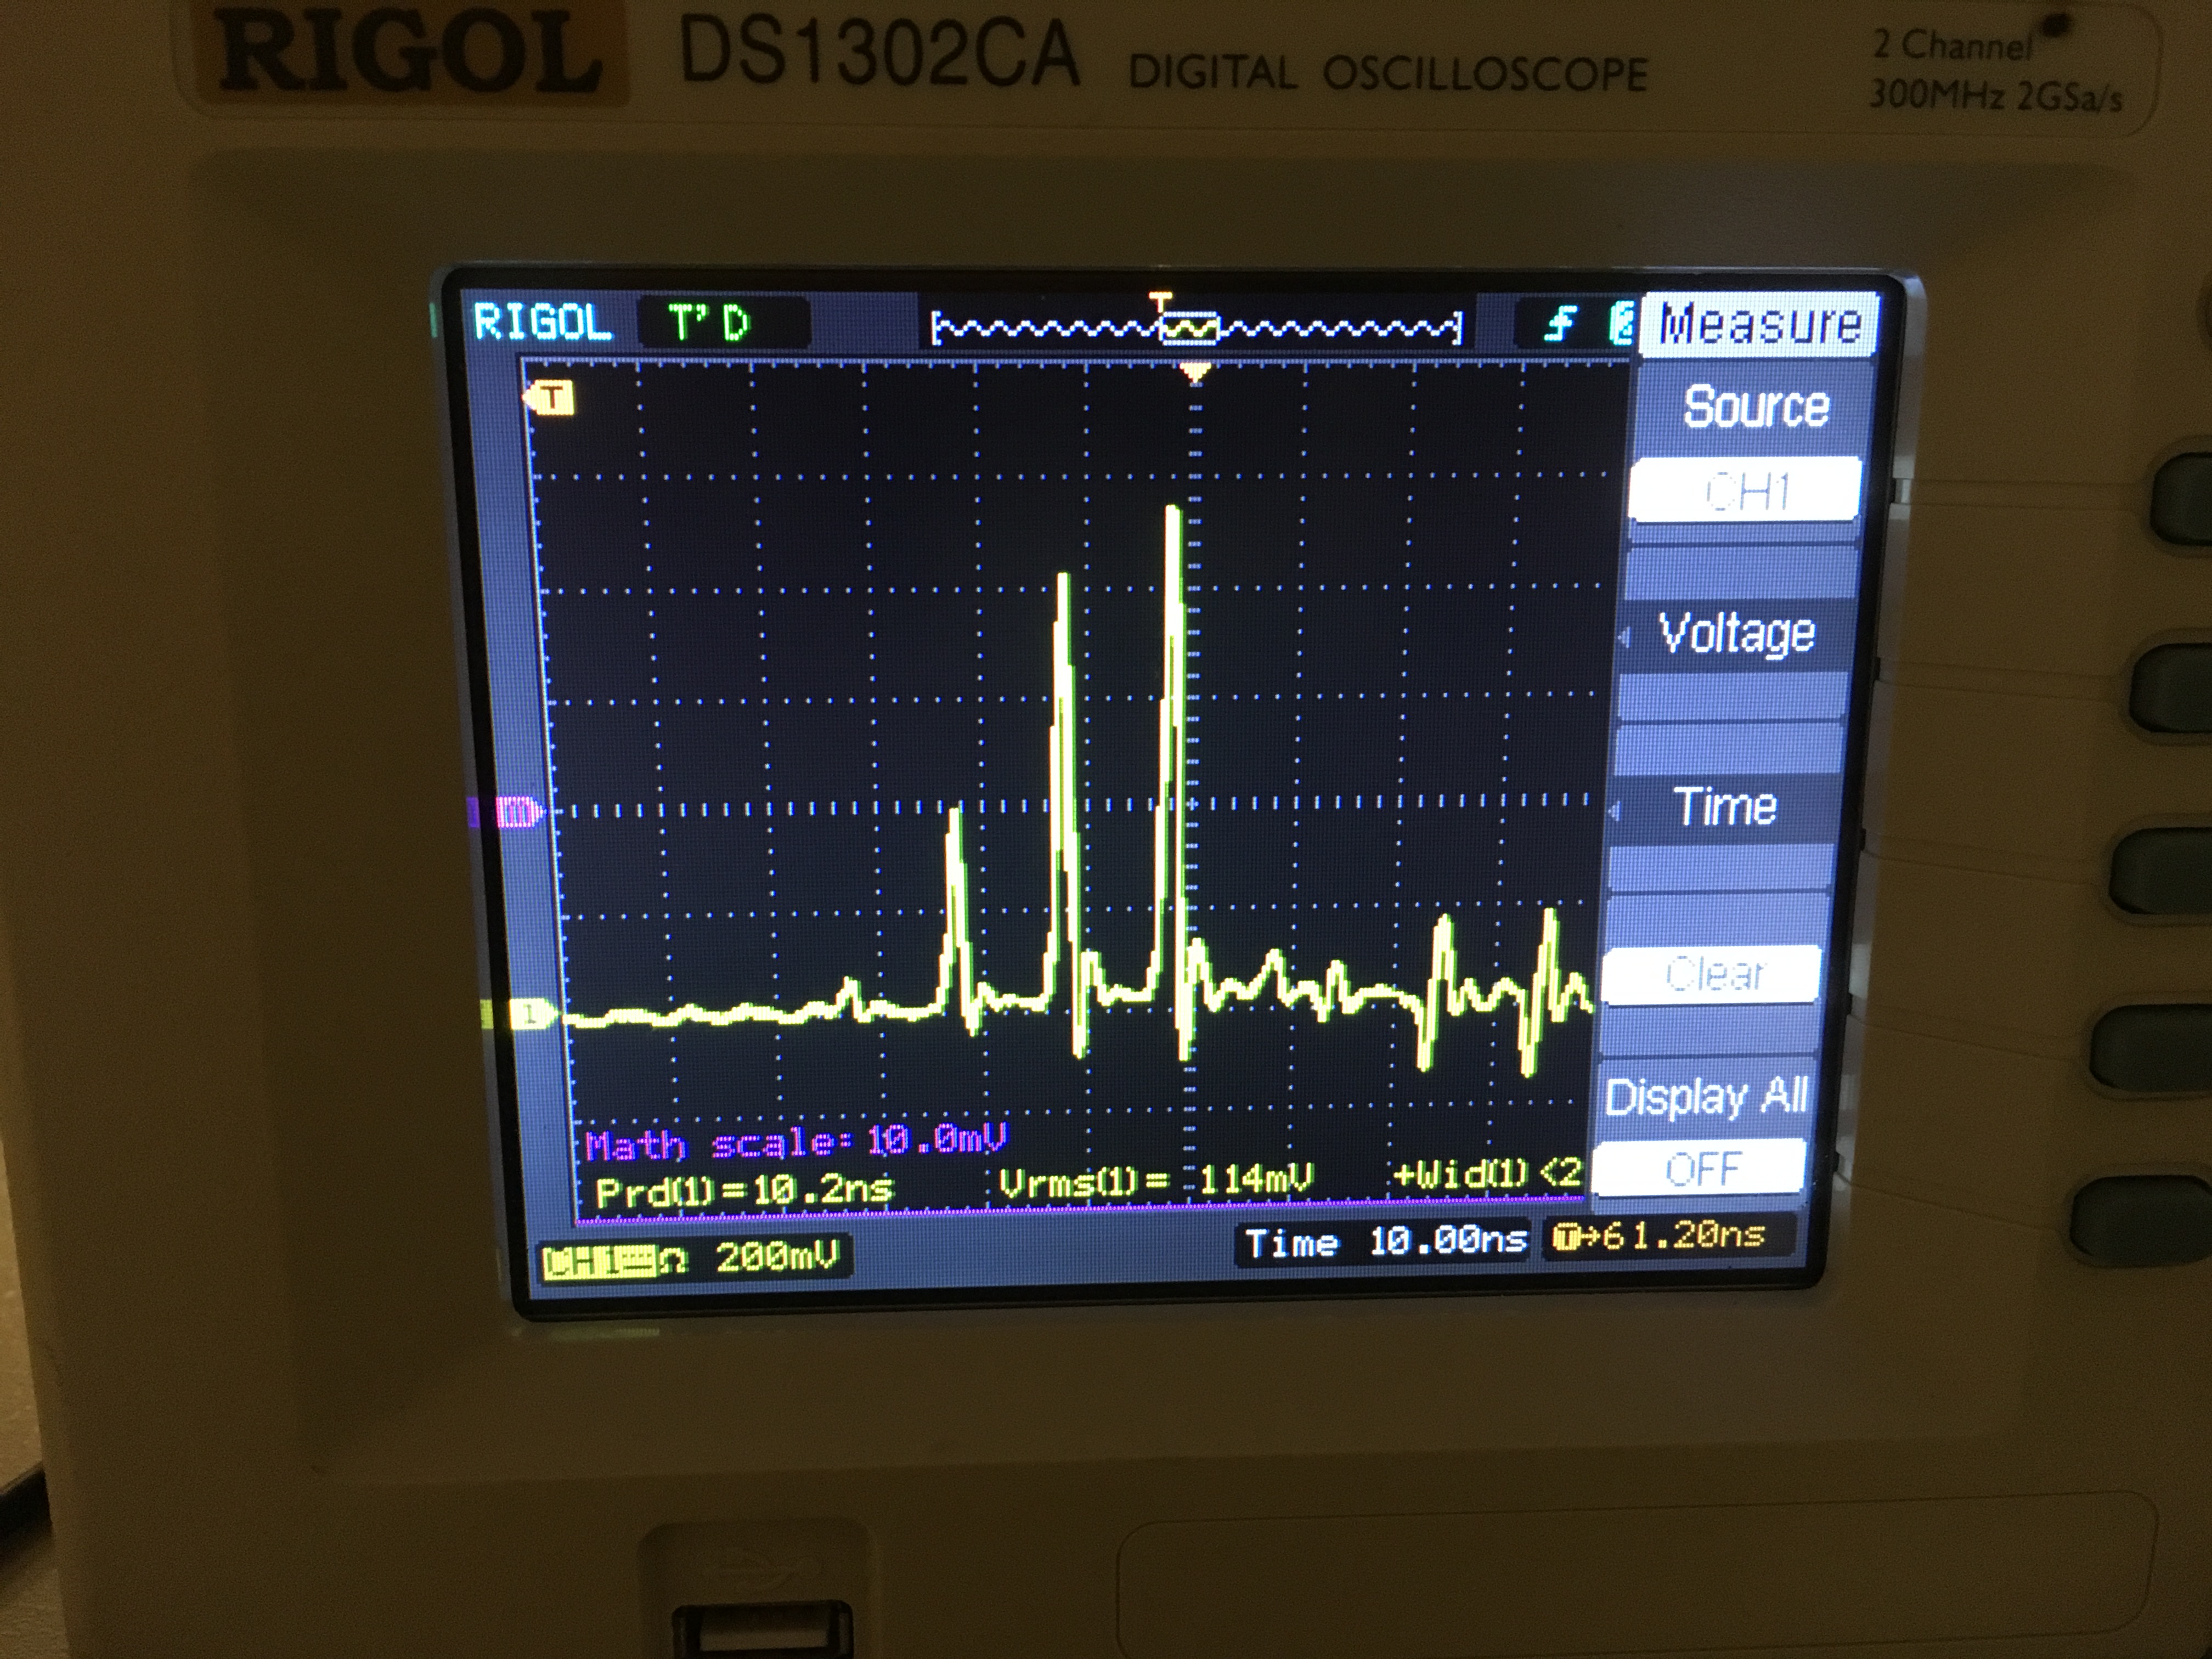 RIGOL DS1302CA DIGITAL OSCILLOSCOPE
2 Channel
300MHz 2GSa/s
RIGOL T'D T Measure
T
Source
CH1
Voltage
Time
1
Clear
Display All
OFF
Math scale: 10.0mV
Prd(1)=10.2ns Vrms(1)= 114mV +Wid(1) <2
CH1 Ω 200mV Time 10.00ns T→61.20ns